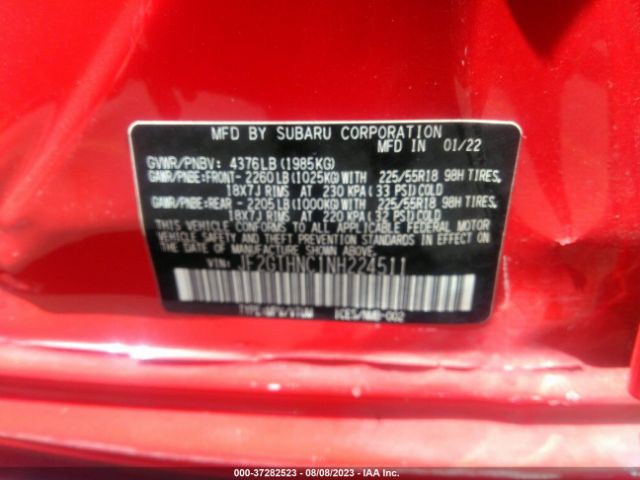 MFD BY SUBARU CORPORATION
MFD IN 01/22
GVWR/PNBV: 4376LB(1985KG)
GAWR/PNBE:FRONT-2260LB(1025KG)WITH 225/55R18 98H TIRES,
18X7J RIMS AT 230 KPA(33 PSI)COLD
GAWR/PNBE:REAR -2205LB(1000KG)WITH 225/55R18 98H TIRES,
18X7J RIMS AT 220 KPA(32 PSI)COLD
THIS VEHICLE CONFORMS TO ALL APPLICABLE FEDERAL MOTOR
VEHICLE SAFETY AND THEFT PREVENTION STANDARDS IN EFFECT
ON THE DATE OF MANUFACTURE SHOWN ABOVE.
VIN: JF2GTHNC1NH224511
000-37282523 - 08/08/2023 - IAA Inc.